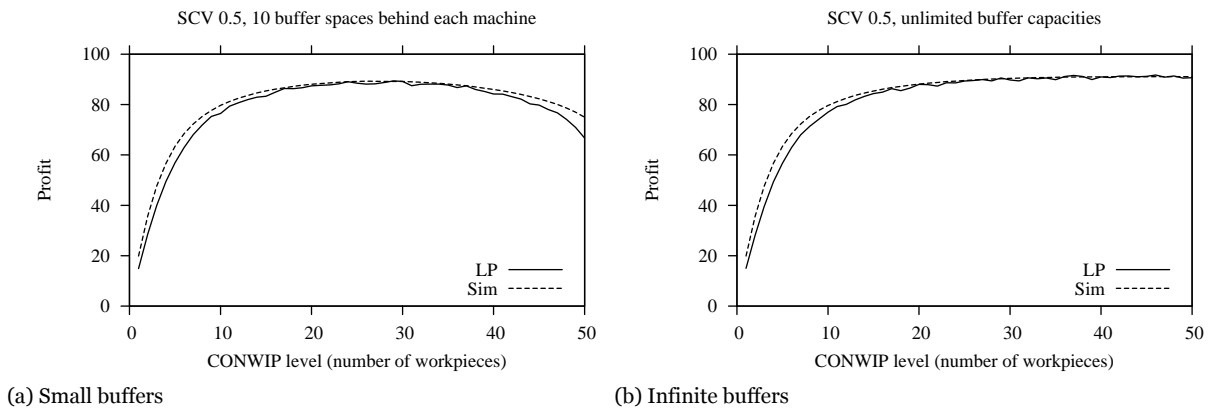 SCV 0.5, 10 buffer spaces behind each machine
100
80
60
40
20
0
Profit
LP
Sim
0 10 20 30 40 50
CONWIP level (number of workpieces)
(a) Small buffers
SCV 0.5, unlimited buffer capacities
100
80
60
40
20
0
Profit
LP
Sim
0 10 20 30 40 50
CONWIP level (number of workpieces)
(b) Infinite buffers